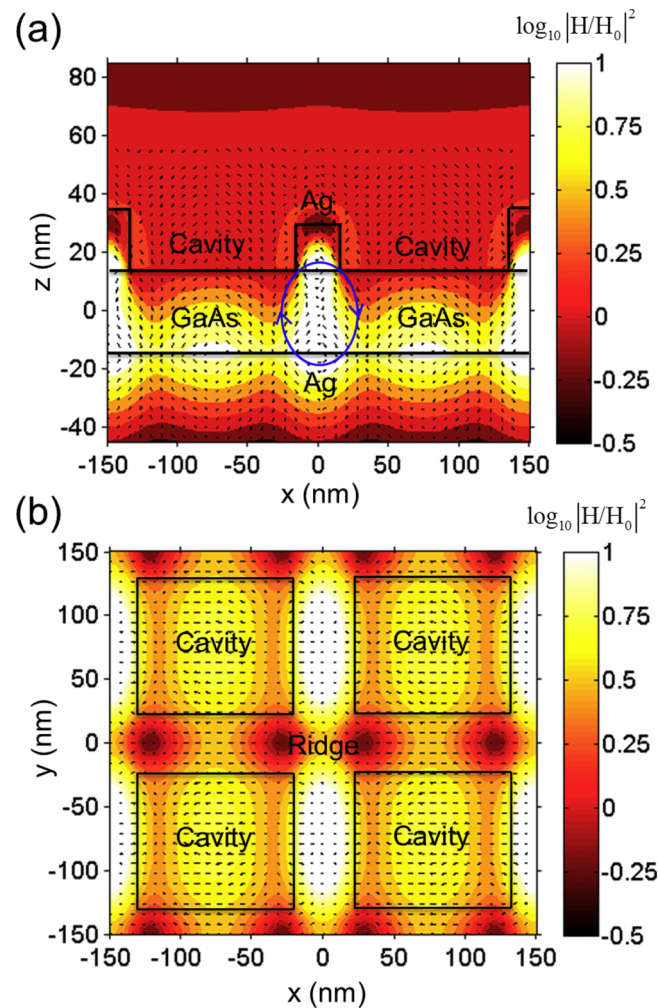 (a)
log₁₀|H/H₀|²
80
60
40
20
0
-20
-40
z (nm)
Ag
Cavity
Cavity
GaAs
GaAs
Ag
-150 -100 -50 0 50 100 150
x (nm)
1
0.75
0.5
0.25
0
-0.25
-0.5
(b)
log₁₀|H/H₀|²
150
100
50
0
-50
-100
-150
y (nm)
Cavity
Cavity
Ridge
Cavity
Cavity
-150 -100 -50 0 50 100 150
x (nm)
1
0.75
0.5
0.25
0
-0.25
-0.5